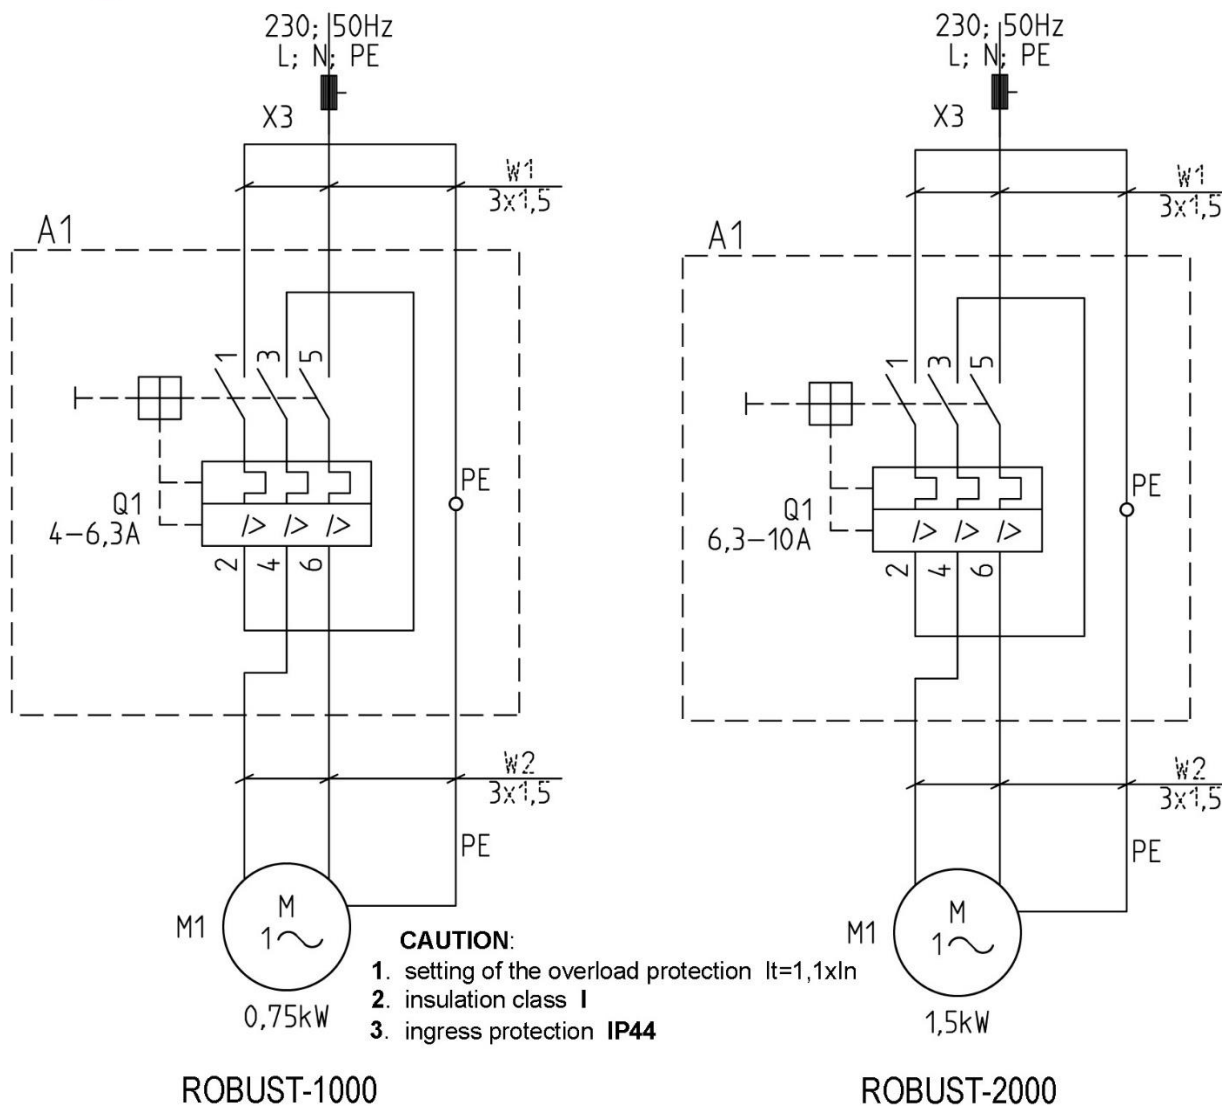 230; 50Hz
L; N; PE
X3
W1
3x1,5
A1
1
3
5
PE
Q1
4-6,3A
I>
I>
I>
2
4
6
W2
3x1,5
PE
M1
M
1~
0,75kW
ROBUST-1000
230; 50Hz
L; N; PE
X3
W1
3x1,5
A1
1
3
5
PE
Q1
6,3-10A
I>
I>
I>
2
4
6
W2
3x1,5
PE
M1
M
1~
1,5kW
ROBUST-2000
CAUTION:
1. setting of the overload protection It=1,1xIn
2. insulation class I
3. ingress protection IP44